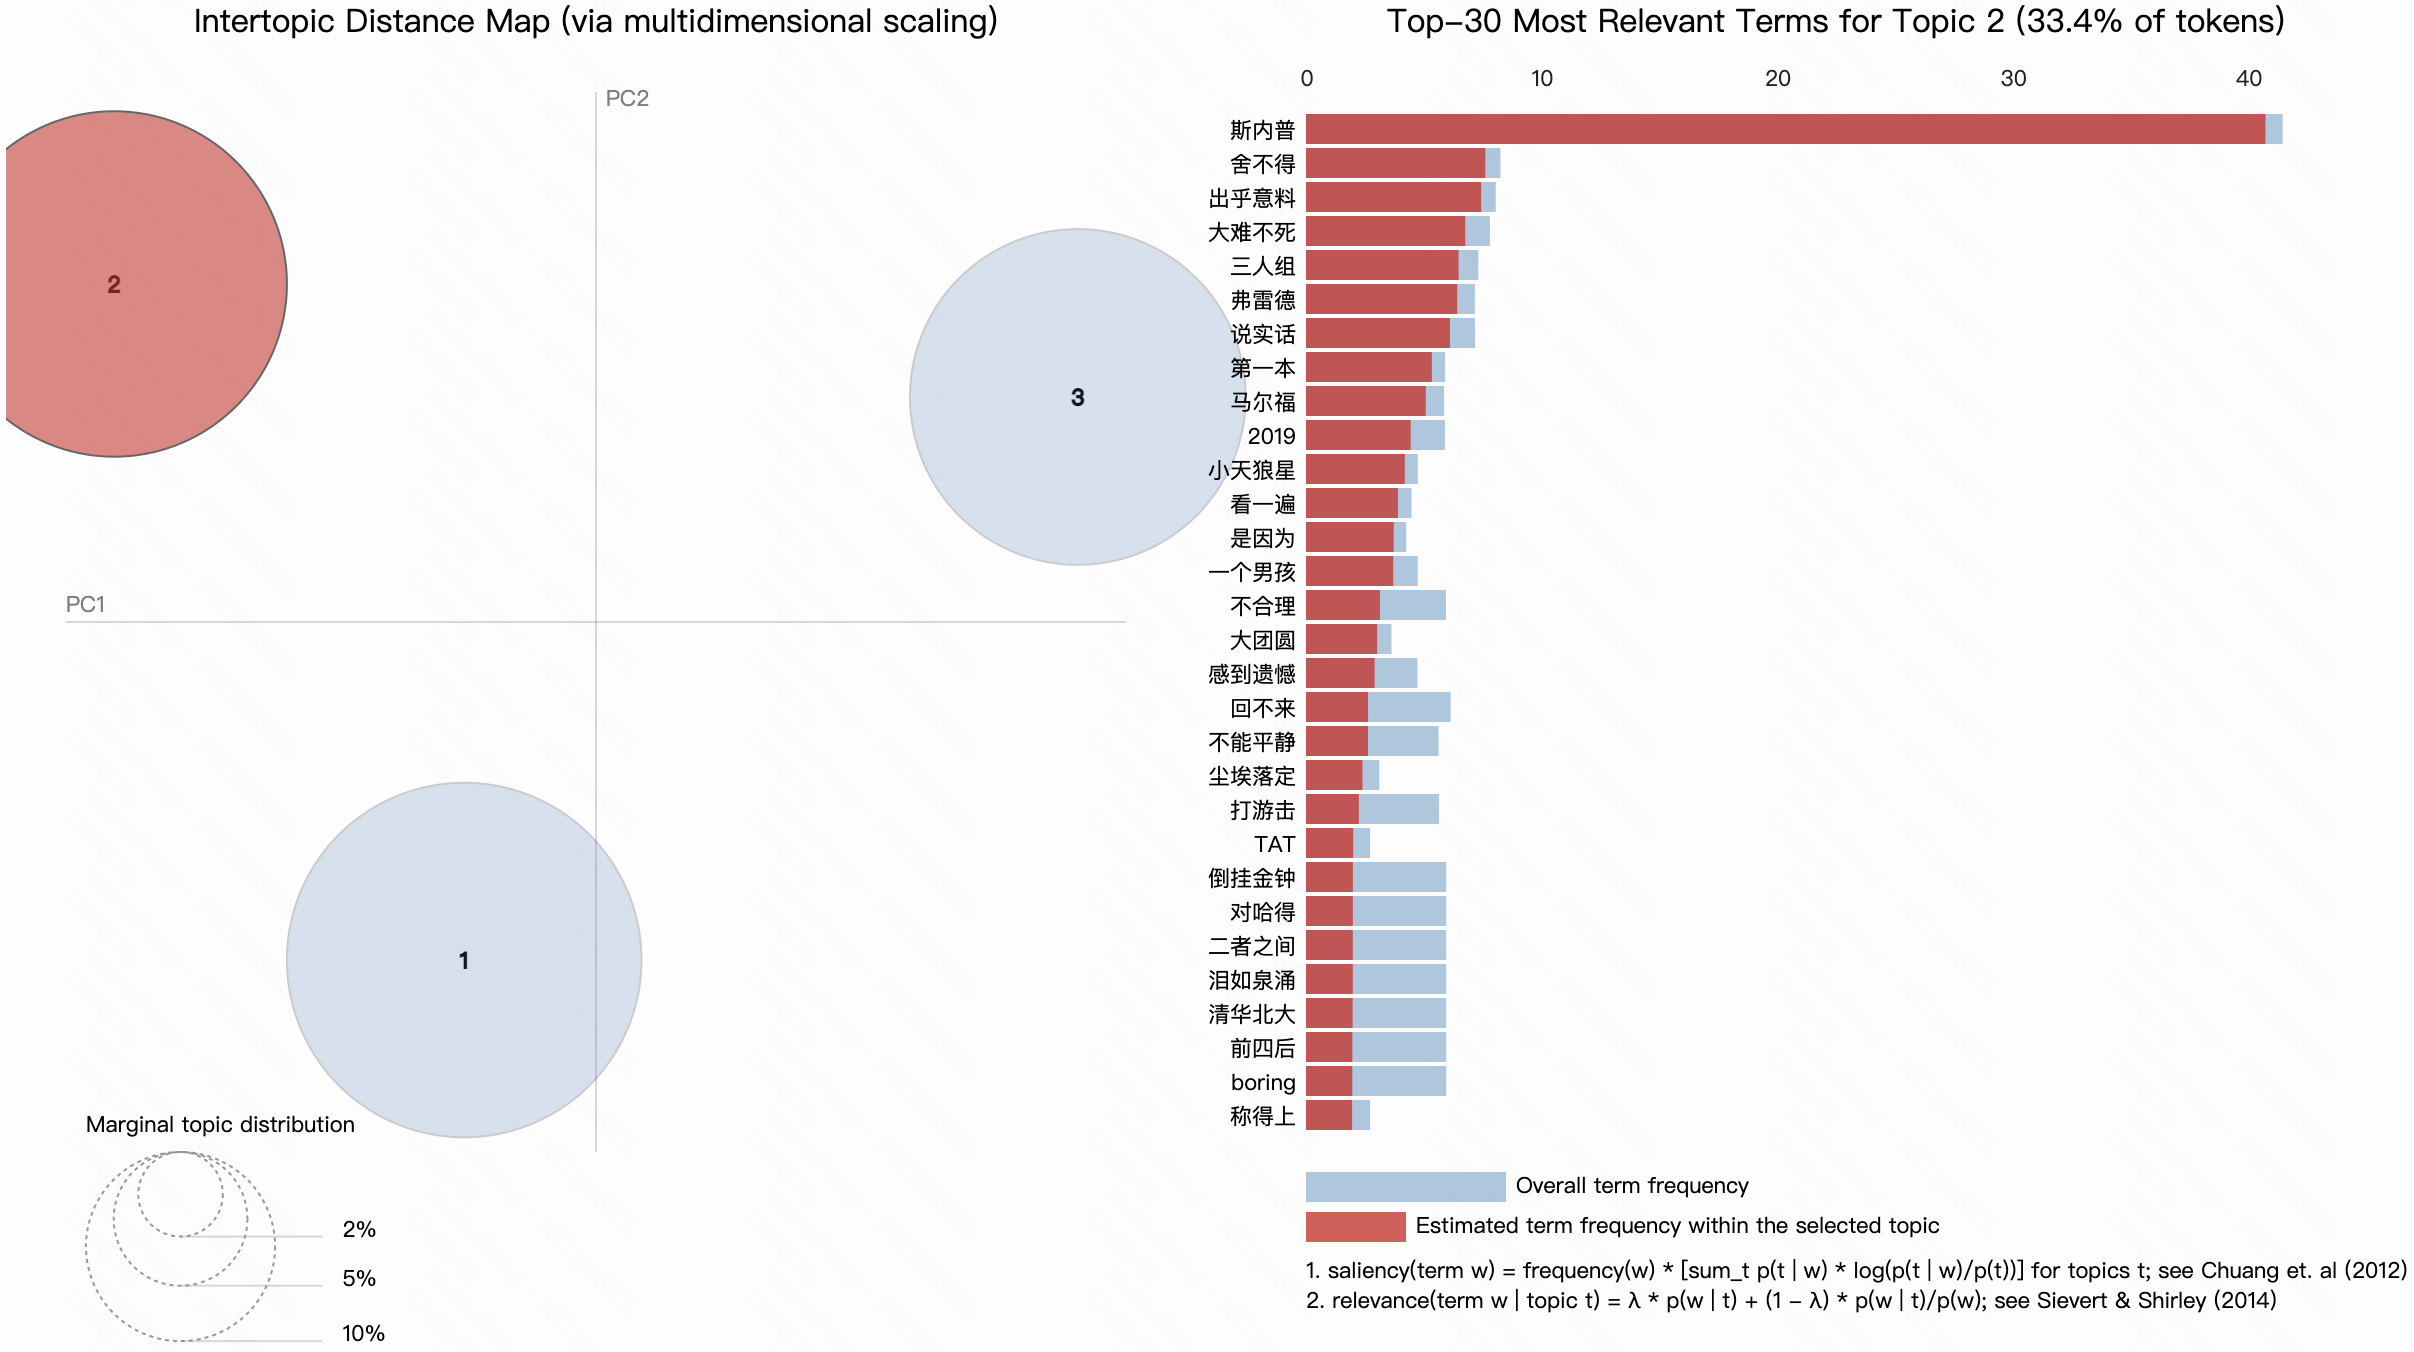 Intertopic Distance Map (via multidimensional scaling)
PC2
2
3
PC1
1
Marginal topic distribution
2%
5%
10%
Top-30 Most Relevant Terms for Topic 2 (33.4% of tokens)
0 10 20 30 40
斯内普
舍不得
出乎意料
大难不死
三人组
弗雷德
说实话
第一本
马尔福
2019
小天狼星
看一遍
是因为
一个男孩
不合理
大团圆
感到遗憾
回不来
不能平静
尘埃落定
打游击
TAT
倒挂金钟
对哈得
二者之间
泪如泉涌
清华北大
前四后
boring
称得上
Overall term frequency
Estimated term frequency within the selected topic
1. saliency(term w) = frequency(w) * [sum_t p(t | w) * log(p(t | w)/p(t))] for topics t; see Chuang et. al (2012)
2. relevance(term w | topic t) = λ * p(w | t) + (1 − λ) * p(w | t)/p(w); see Sievert & Shirley (2014)